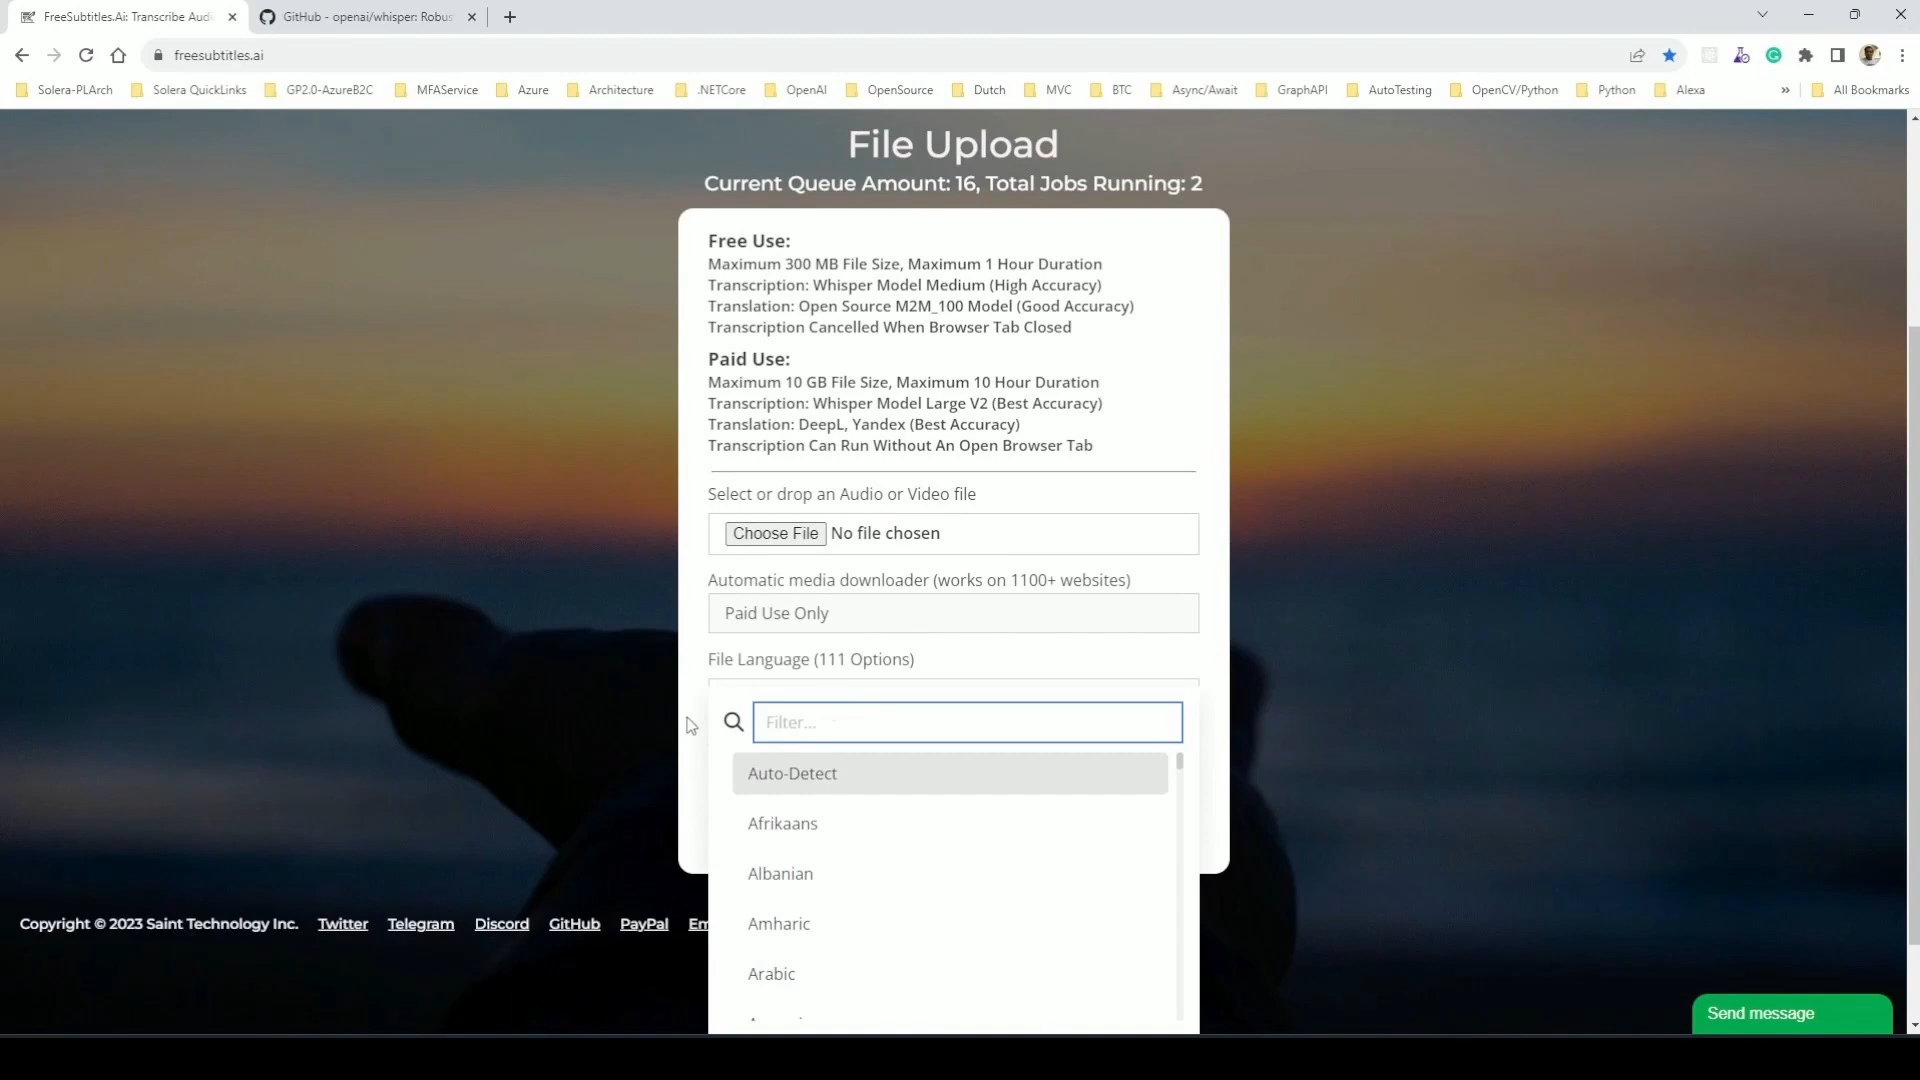 FreeSubtitles.Ai: Transcribe Audi
GitHub - openai/whisper: Robus
freesubtitles.ai
Solera-PLArch
Solera QuickLinks
GP2.0-AzureB2C
MFAService
Azure
Architecture
.NETCore
OpenAI
OpenSource
Dutch
MVC
BTC
Async/Await
GraphAPI
AutoTesting
OpenCV/Python
Python
Alexa
»
All Bookmarks
File Upload
Current Queue Amount: 16, Total Jobs Running: 2
Free Use:
Maximum 300 MB File Size, Maximum 1 Hour Duration
Transcription: Whisper Model Medium (High Accuracy)
Translation: Open Source M2M_100 Model (Good Accuracy)
Transcription Cancelled When Browser Tab Closed
Paid Use:
Maximum 10 GB File Size, Maximum 10 Hour Duration
Transcription: Whisper Model Large V2 (Best Accuracy)
Translation: DeepL, Yandex (Best Accuracy)
Transcription Can Run Without An Open Browser Tab
Select or drop an Audio or Video file
Choose File No file chosen
Automatic media downloader (works on 1100+ websites)
Paid Use Only
File Language (111 Options)
Filter...
Auto-Detect
Afrikaans
Albanian
Amharic
Arabic
Copyright © 2023 Saint Technology Inc. Twitter Telegram Discord GitHub PayPal Em
Send message